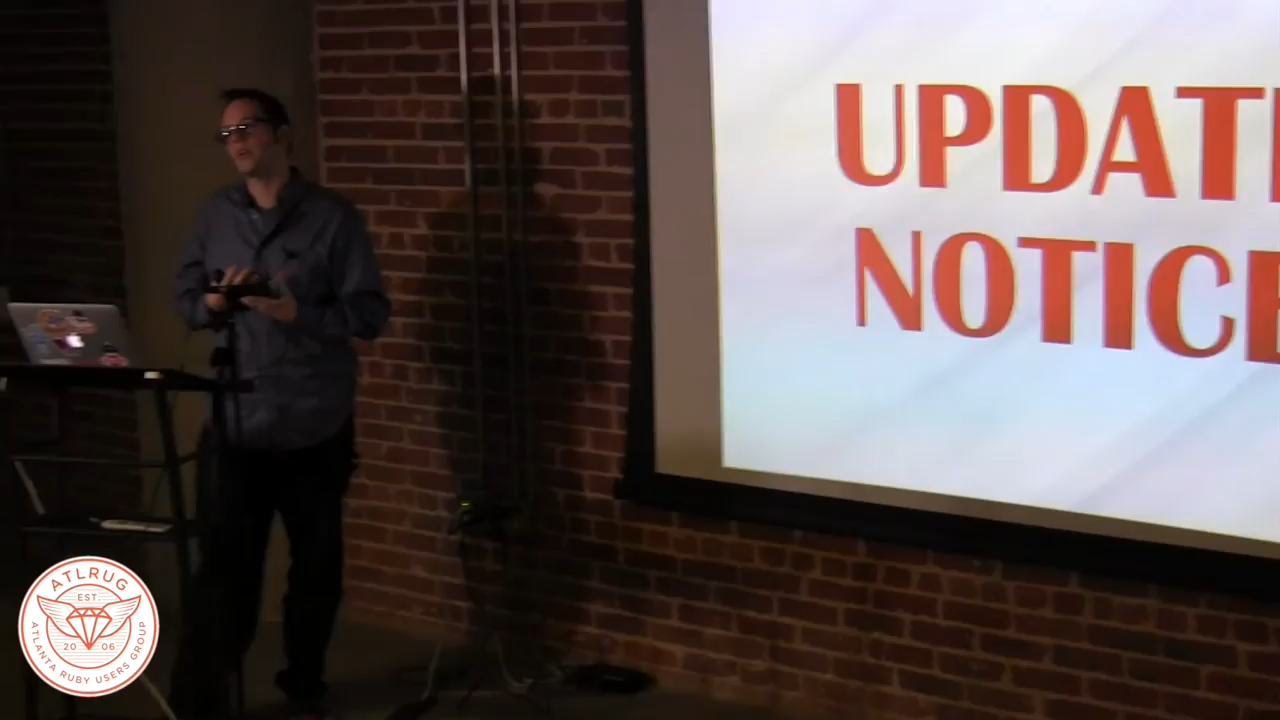 UPDATE
NOTICE
ATLRUG
EST.
20 06
ATLANTA RUBY USERS GROUP